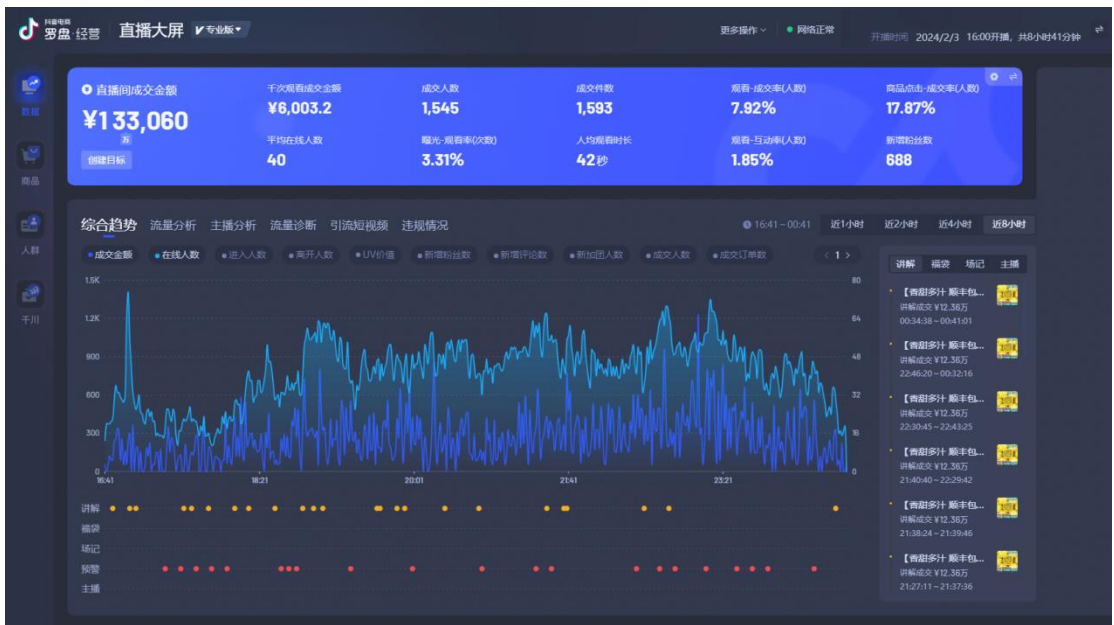 抖音电商
罗盘·经营
直播大屏
专业版
更多操作
网络正常
开播时间 2024/2/3 16:00开播, 共8小时41分钟
数据
商品
人群
千川
直播间成交金额
¥133,060
万
创建目标
千次观看成交金额
¥6,003.2
成交人数
1,545
成交件数
1,593
观看-成交率(人数)
7.92%
商品点击-成交率(人数)
17.87%
平均在线人数
40
曝光-观看率(次数)
3.31%
人均观看时长
42秒
观看-互动率(人数)
1.85%
新增粉丝数
688
综合趋势 流量分析 主播分析 流量诊断 引流短视频 违规情况
16:41 – 00:41 近1小时 近2小时 近4小时 近8小时
成交金额 在线人数 进入人数 离开人数 UV价值 新增粉丝数 新增评论数 新加团人数 成交人数 成交订单数
< 1 >
1.5K
1.2K
900
600
300
0
80
64
48
32
16
0
16:41 18:21 20:01 21:41 23:21
讲解
福袋
场记
预警
主播
讲解 福袋 场记 主播
【香甜多汁 顺丰包...
讲解成交 ¥12.36万
00:34:38 – 00:41:01
【香甜多汁 顺丰包...
讲解成交 ¥12.36万
22:46:20 – 00:32:16
【香甜多汁 顺丰包...
讲解成交 ¥12.36万
22:30:45 – 22:43:25
【香甜多汁 顺丰包...
讲解成交 ¥12.36万
21:40:40 – 22:29:42
【香甜多汁 顺丰包...
讲解成交 ¥12.36万
21:38:24 – 21:39:46
【香甜多汁 顺丰包...
讲解成交 ¥12.36万
21:27:11 – 21:37:36